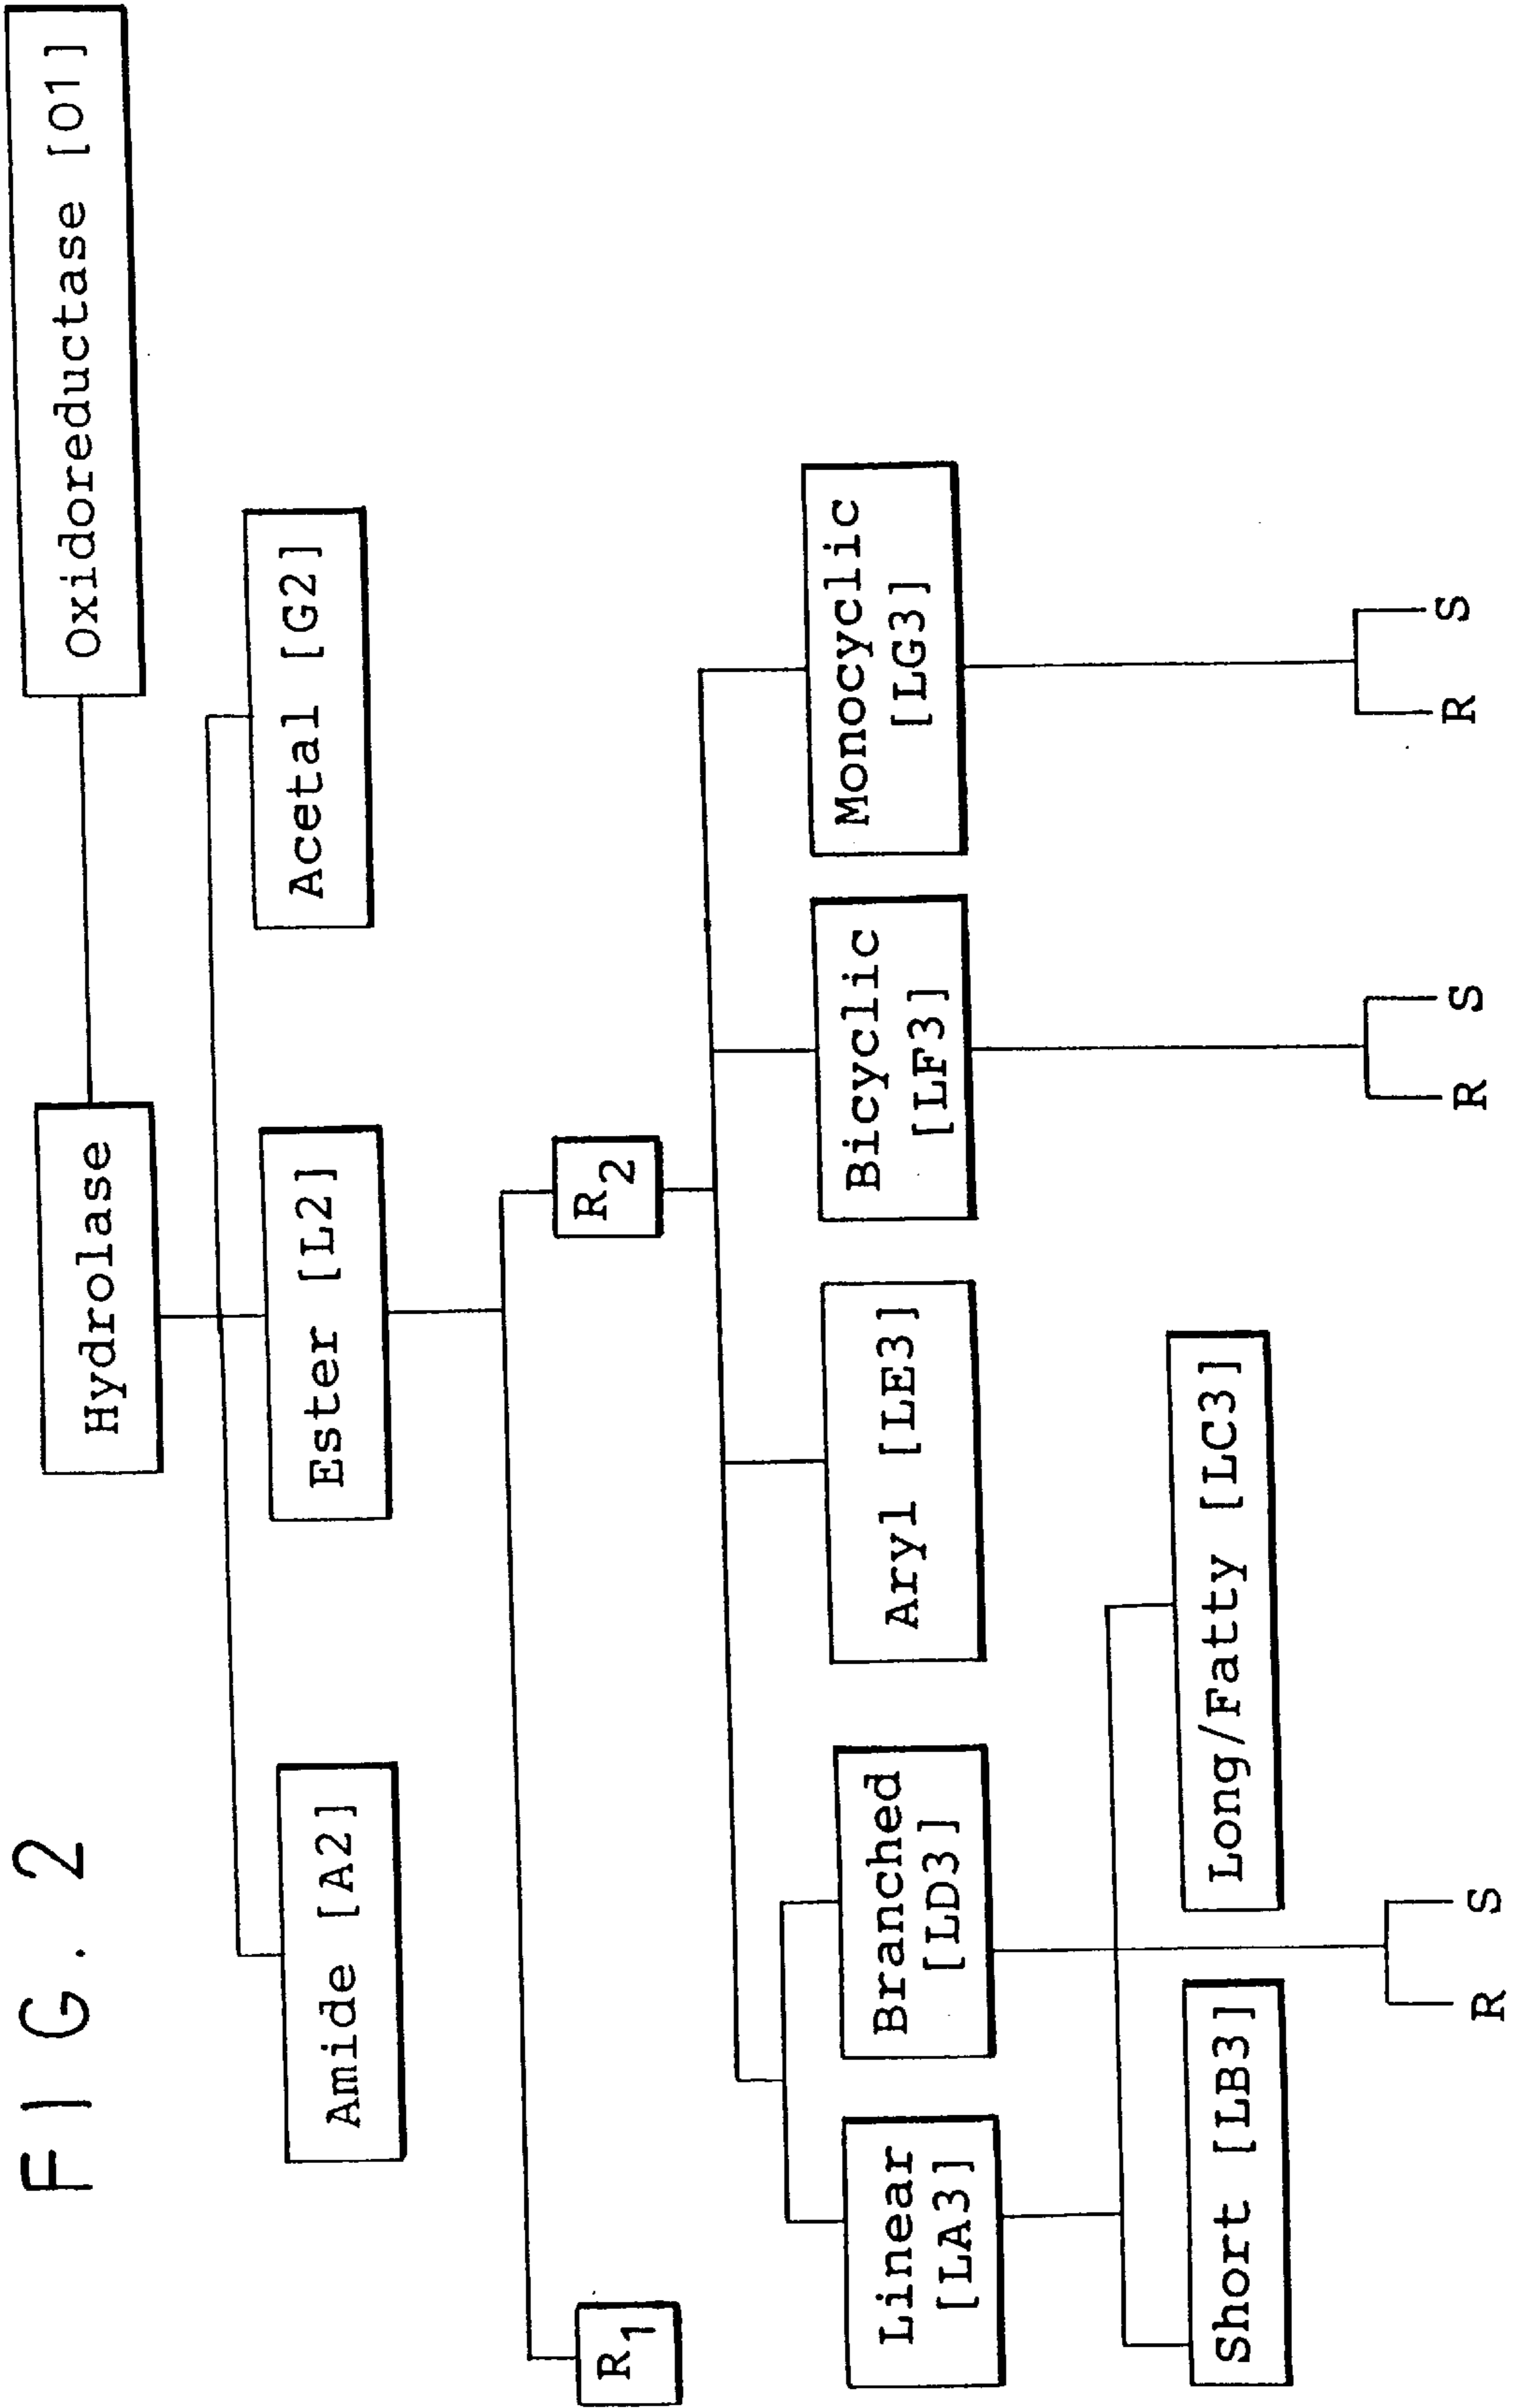 FIG. 2
Hydrolase
Oxidoreductase [O1]
Amide [A2]
Ester [L2]
Acetal [G2]
R1
R2
Linear
[LA3]
Branched
[LD3]
Aryl [LE3]
Bicyclic
[LF3]
Monocyclic
[LG3]
Short [LB3]
Long/Fatty [LC3]
R
S
R
S
R
S